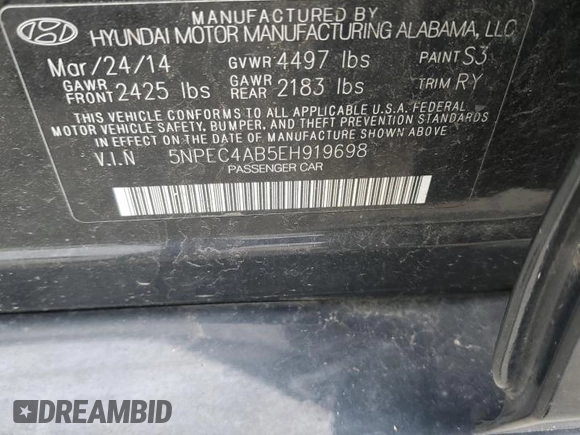 MANUFACTURED BY
HYUNDAI MOTOR MANUFACTURING ALABAMA, LLC
Mar/24/14 GVWR 4497 lbs PAINT S3
GAWR FRONT 2425 lbs GAWR REAR 2183 lbs TRIM RY
THIS VEHICLE CONFORMS TO ALL APPLICABLE U.S.A. FEDERAL
MOTOR VEHICLE SAFETY, BUMPER, AND THEFT PREVENTION STANDARDS
IN EFFECT ON THE DATE OF MANUFACTURE SHOWN ABOVE.
V.I.N 5NPEC4AB5EH919698
PASSENGER CAR
DREAMBID